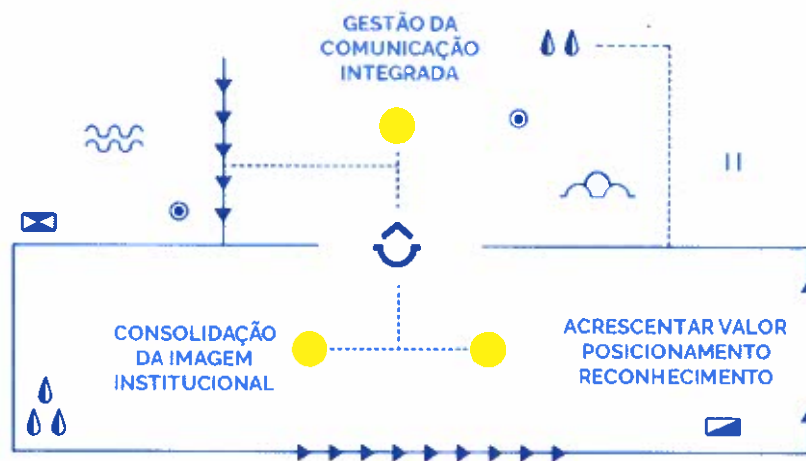 GESTÃO DA
COMUNICAÇÃO
INTEGRADA
CONSOLIDAÇÃO
DA IMAGEM
INSTITUCIONAL
ACRESCENTAR VALOR
POSICIONAMENTO
RECONHECIMENTO